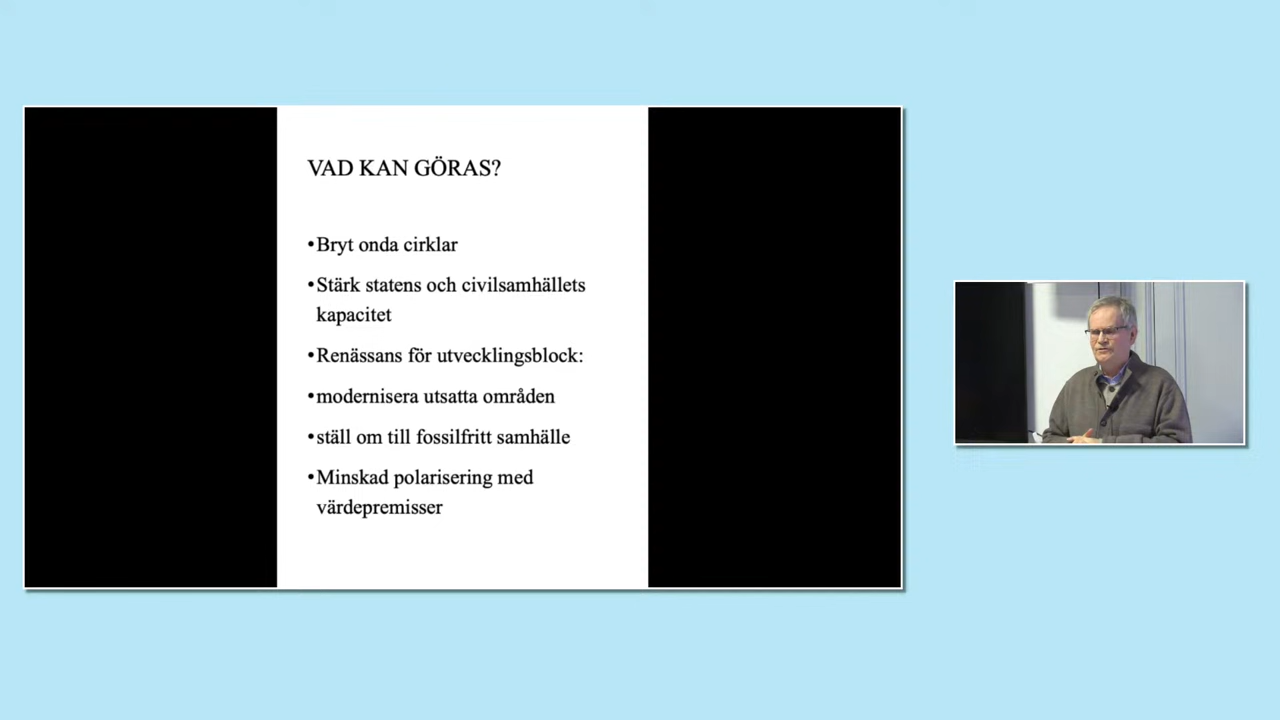 VAD KAN GÖRAS?
•Bryt onda cirklar
•Stärk statens och civilsamhällets
kapacitet
•Renässans för utvecklingsblock:
•modernisera utsatta områden
•ställ om till fossilfritt samhälle
•Minskad polarisering med
värdepremisser